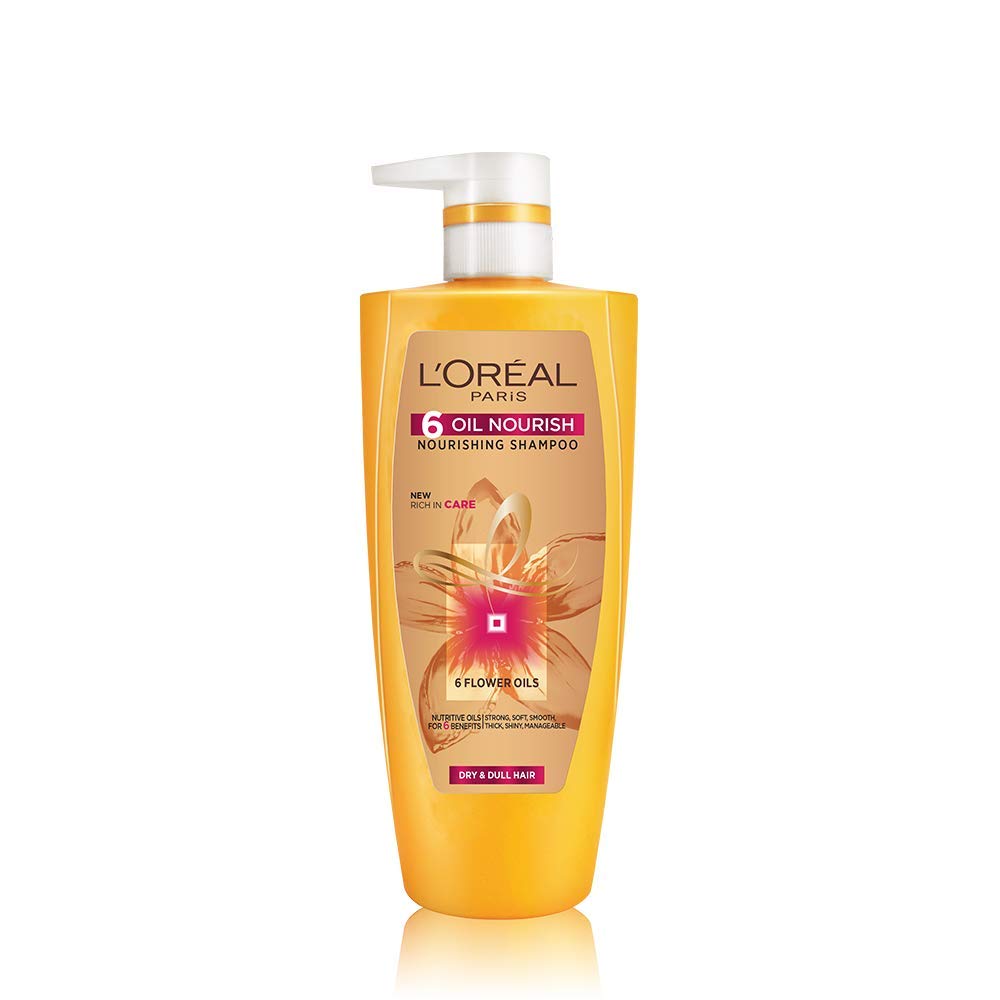 L'ORÉAL
PARiS
6 OIL NOURISH
NOURISHING SHAMPOO
NEW
RICH IN CARE
6 FLOWER OILS
NUTRITIVE OILS STRONG, SOFT, SMOOTH,
FOR 6 BENEFITS THICK, SHINY, MANAGEABLE
DRY & DULL HAIR